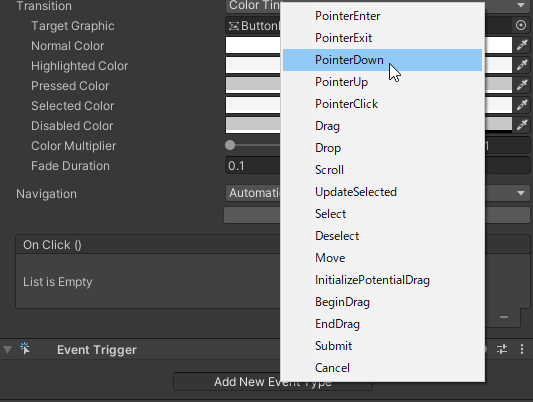 Transition
Color Tin
Target Graphic
Button
Normal Color
Highlighted Color
Pressed Color
Selected Color
Disabled Color
Color Multiplier
1
Fade Duration
0.1
Navigation
Automatic
On Click ()
List is Empty
Event Trigger
Add New Event Type
PointerEnter
PointerExit
PointerDown
PointerUp
PointerClick
Drag
Drop
Scroll
UpdateSelected
Select
Deselect
Move
InitializePotentialDrag
BeginDrag
EndDrag
Submit
Cancel